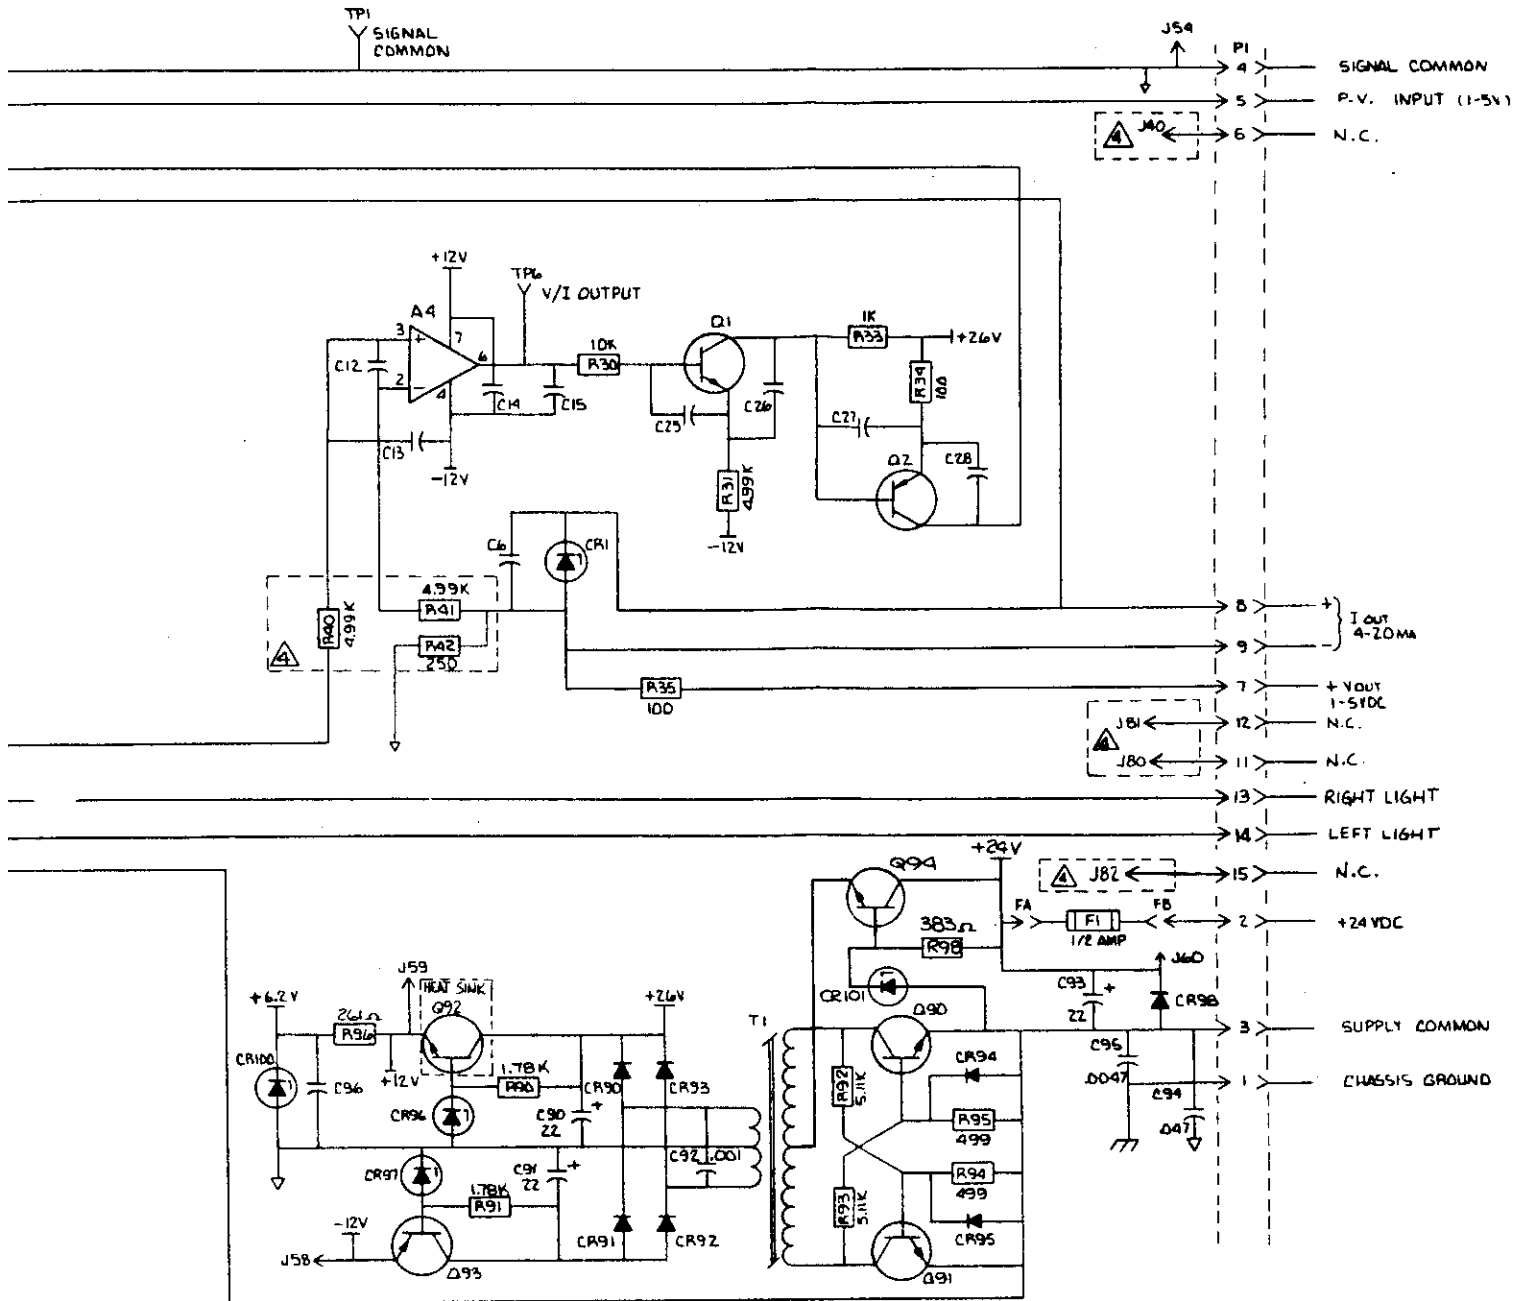 TP1
SIGNAL
COMMON
J54
P1
4
SIGNAL COMMON
5
P.V. INPUT (1-5V)
4
J40
6
N.C.
+12V
TP6
V/I OUTPUT
A4
3
+
7
6
2
-
4
C12
C14
C15
C13
-12V
10K
R30
Q1
C25
C26
R31
4.99K
-12V
1K
R33
+26V
R34
100
C27
Q2
C28
C6
CR1
4.99K
R41
R40
4.99K
R42
250
4
8
+
I OUT
4-20 MA
9
-
R35
100
7
+ VOUT
1-5VDC
J81
12
N.C.
4
J80
11
N.C.
13
RIGHT LIGHT
14
LEFT LIGHT
+24V
Q94
4
J82
15
N.C.
FA
F1
FB
1/2 AMP
2
+24VDC
383Ω
R98
J60
CR101
C93
+
22
CR98
J59
HEAT SINK
Q92
+6.2V
261Ω
R96
+12V
+26V
T1
Q90
3
SUPPLY COMMON
CR100
C96
1.78K
R90
CR90
CR93
CR96
C90
+
22
R92
5.11K
CR94
R95
499
C95
.0047
C94
.047
1
CHASSIS GROUND
C92
.001
CR97
C91
+
22
1.78K
R91
R93
5.11K
R94
499
CR95
-12V
J58
Q93
CR91
CR92
Q91